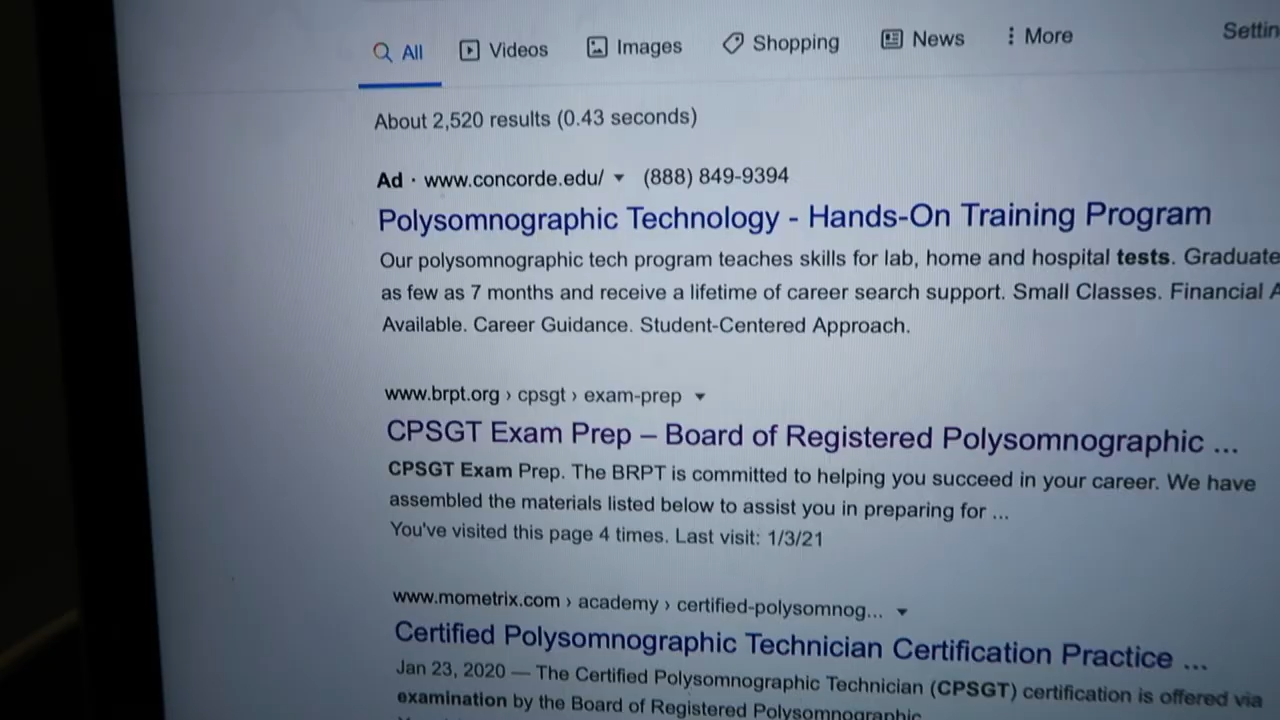 All Videos Images Shopping News More Settin
About 2,520 results (0.43 seconds)
Ad · www.concorde.edu/ (888) 849-9394
Polysomnographic Technology - Hands-On Training Program
Our polysomnographic tech program teaches skills for lab, home and hospital tests. Graduate
as few as 7 months and receive a lifetime of career search support. Small Classes. Financial A
Available. Career Guidance. Student-Centered Approach.
www.brpt.org › cpsgt › exam-prep
CPSGT Exam Prep – Board of Registered Polysomnographic ...
CPSGT Exam Prep. The BRPT is committed to helping you succeed in your career. We have
assembled the materials listed below to assist you in preparing for ...
You've visited this page 4 times. Last visit: 1/3/21
www.mometrix.com › academy › certified-polysomnog...
Certified Polysomnographic Technician Certification Practice ...
Jan 23, 2020 — The Certified Polysomnographic Technician (CPSGT) certification is offered via
examination by the Board of Registered Polysomnographic